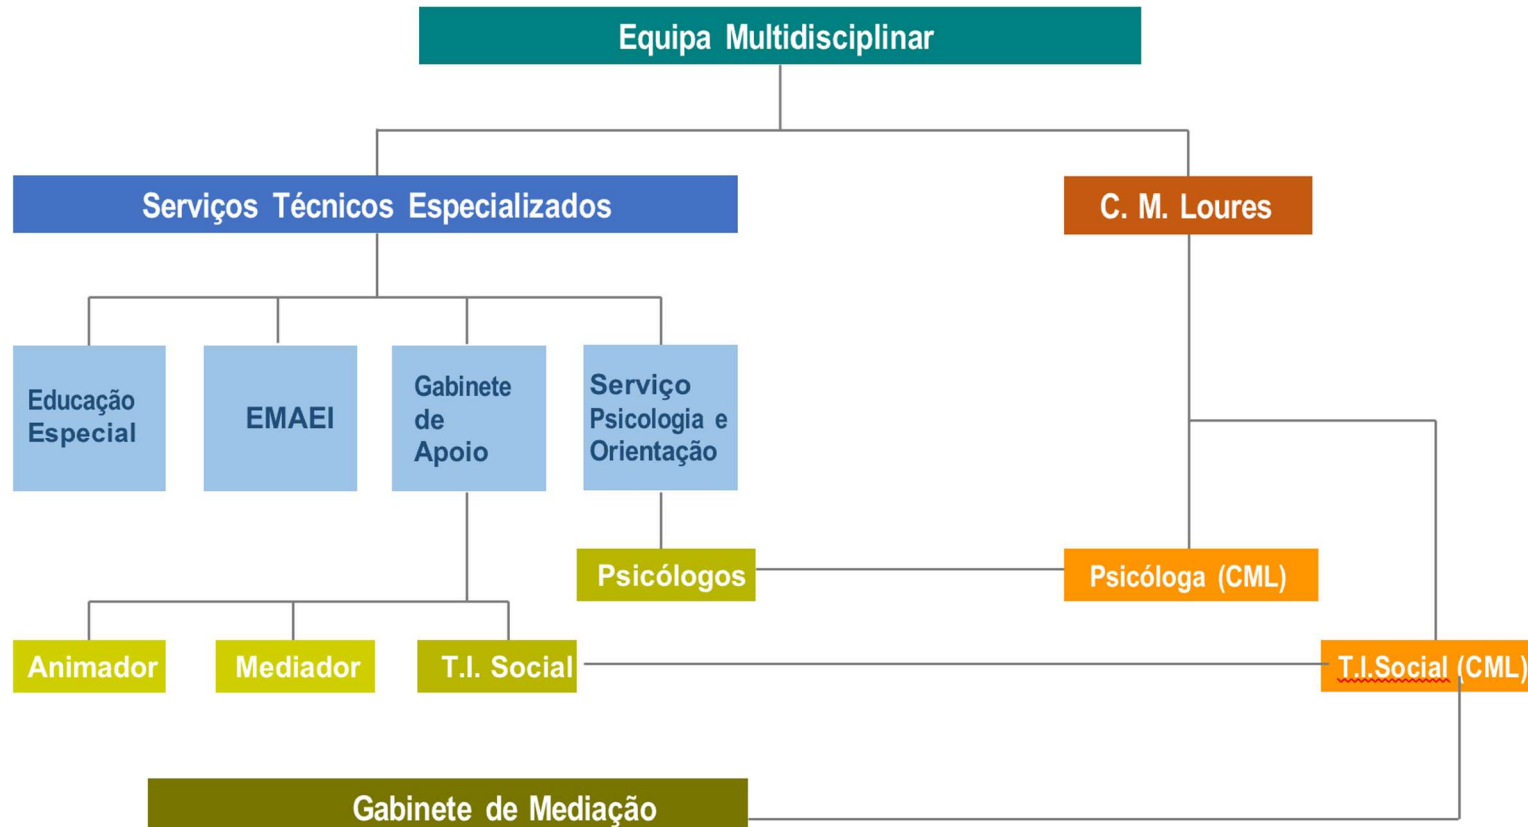 Equipa Multidisciplinar
Serviços Técnicos Especializados
C. M. Loures
Educação
Especial
EMAEI
Gabinete
de
Apoio
Serviço
Psicologia e
Orientação
Psicólogos
Psicóloga (CML)
Animador
Mediador
T.I. Social
T.I.Social (CML)
Gabinete de Mediação